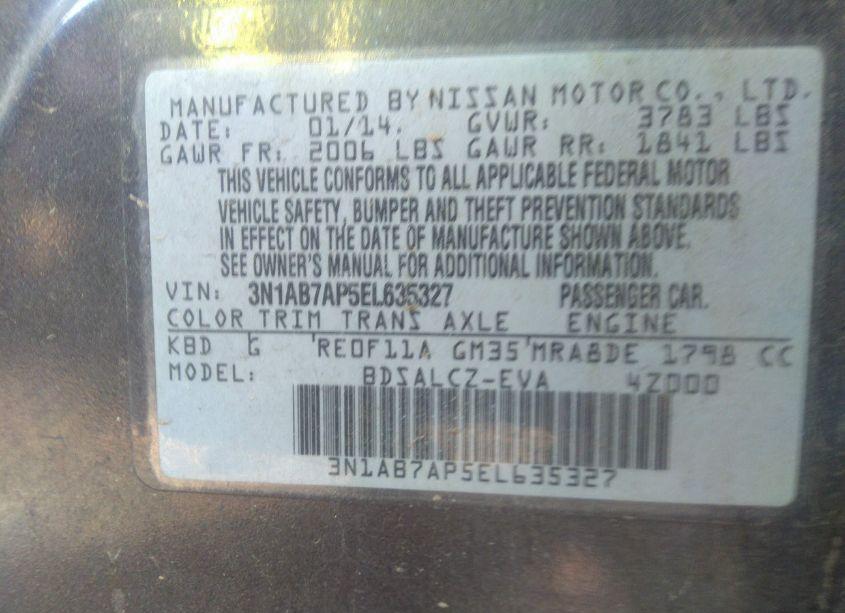 MANUFACTURED BY NISSAN MOTOR CO., LTD.
DATE: 01/14. GVWR: 3783 LBS
GAWR FR: 2006 LBS GAWR RR: 1841 LBS
THIS VEHICLE CONFORMS TO ALL APPLICABLE FEDERAL MOTOR
VEHICLE SAFETY, BUMPER AND THEFT PREVENTION STANDARDS
IN EFFECT ON THE DATE OF MANUFACTURE SHOWN ABOVE.
SEE OWNER'S MANUAL FOR ADDITIONAL INFORMATION.
VIN: 3N1AB7AP5EL635327 PASSENGER CAR.
COLOR TRIM TRANS AXLE ENGINE
KBD G RE0F11A GM35 MRA8DE 1798 CC
MODEL: BDSALCZ-EVA 4Z000
3N1AB7AP5EL635327